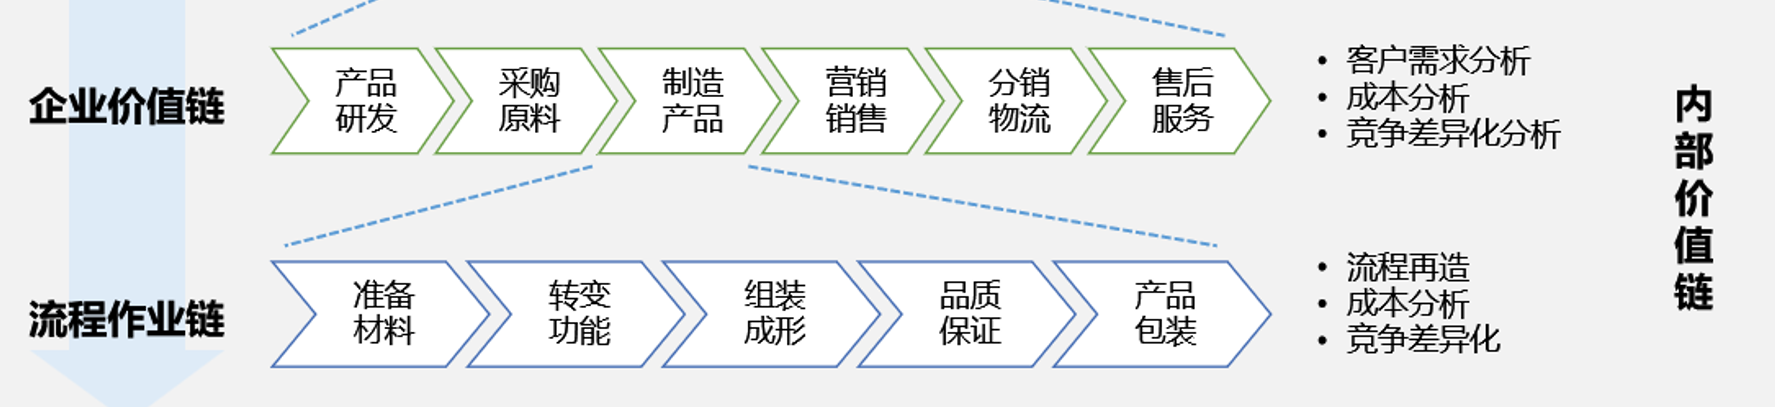 企业价值链
产品
研发
采购
原料
制造
产品
营销
销售
分销
物流
售后
服务
• 客户需求分析
• 成本分析
• 竞争差异化分析
流程作业链
准备
材料
转变
功能
组装
成形
品质
保证
产品
包装
• 流程再造
• 成本分析
• 竞争差异化
内部价值链